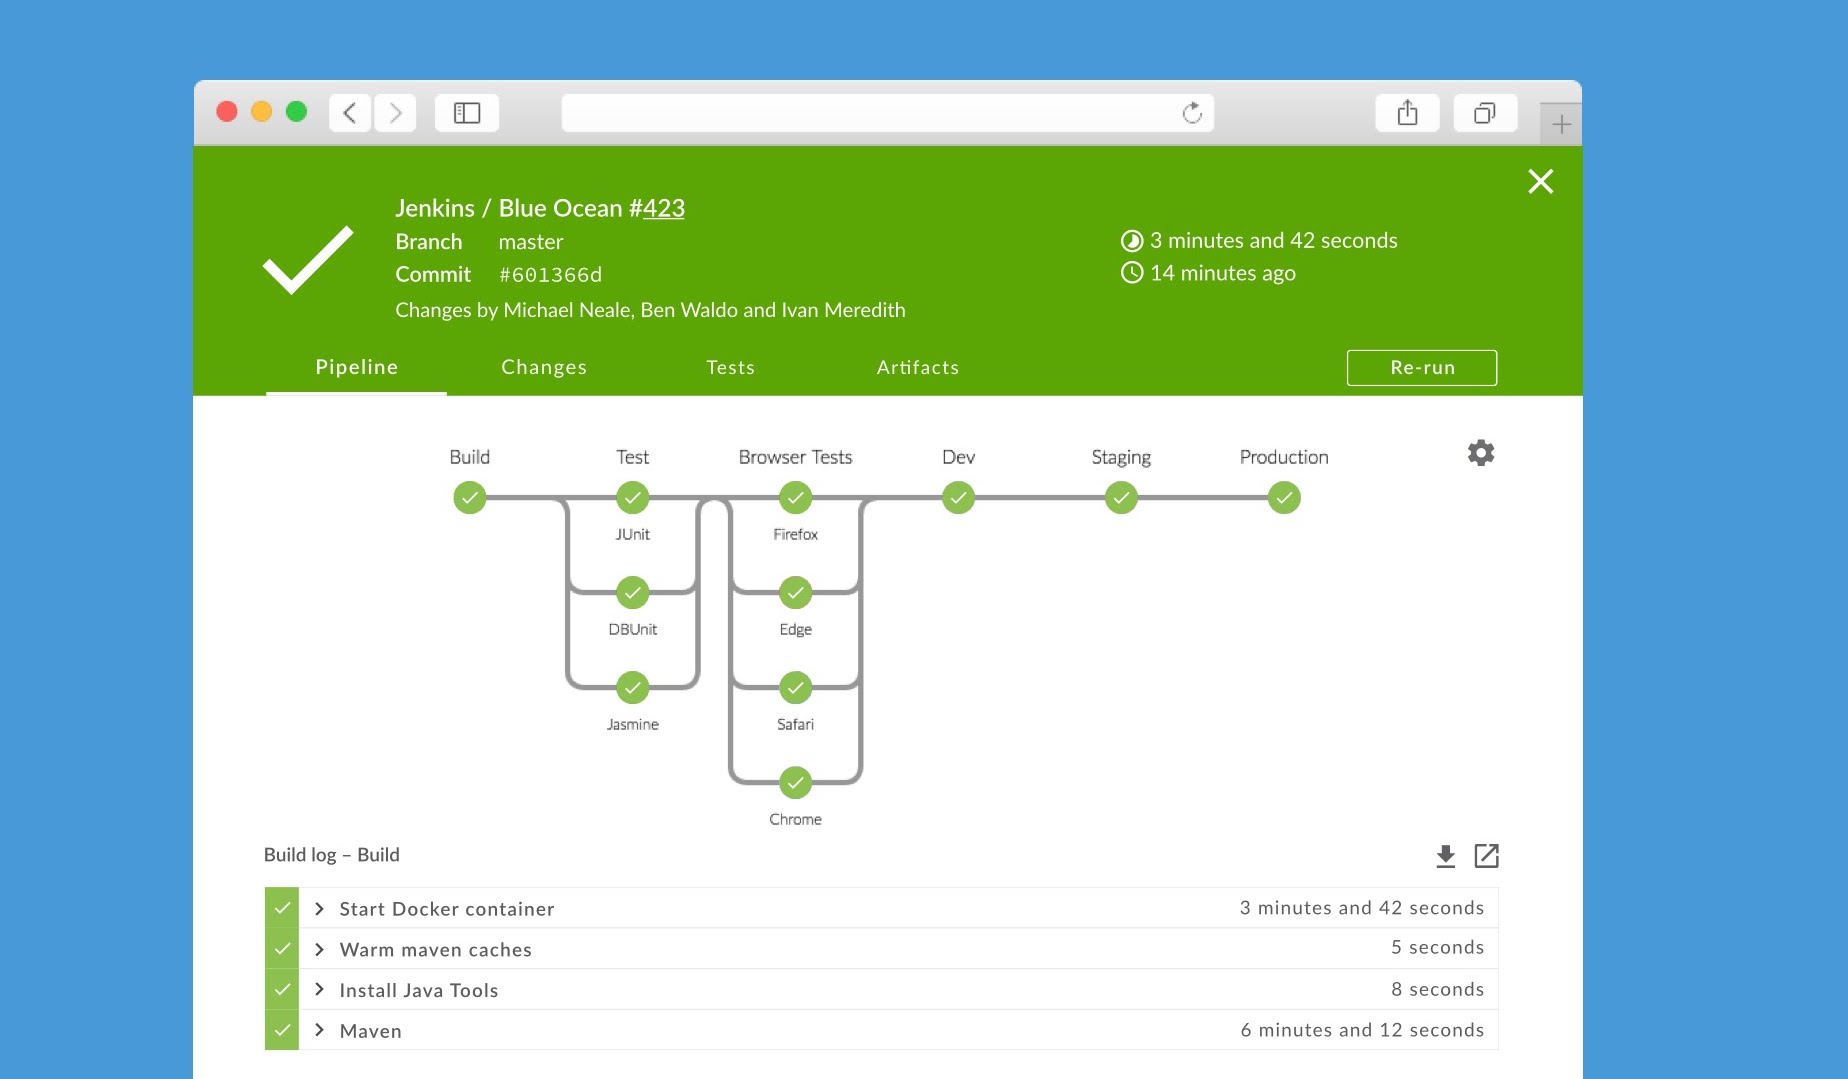 Jenkins / Blue Ocean #423
Branch master
Commit #601366d
Changes by Michael Neale, Ben Waldo and Ivan Meredith
3 minutes and 42 seconds
14 minutes ago
Pipeline Changes Tests Artifacts Re-run
Build Test Browser Tests Dev Staging Production
JUnit Firefox
DBUnit Edge
Jasmine Safari
Chrome
Build log – Build
Start Docker container 3 minutes and 42 seconds
Warm maven caches 5 seconds
Install Java Tools 8 seconds
Maven 6 minutes and 12 seconds